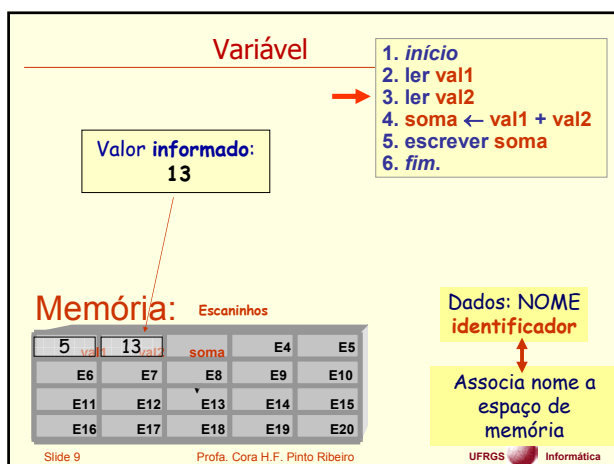 Variável
1. início
2. ler val1
3. ler val2
4. soma ← val1 + val2
5. escrever soma
6. fim.
Valor informado:
13
Memória: Escaninhos
5 val1 13 val2 soma E4 E5
E6 E7 E8 E9 E10
E11 E12 E13 E14 E15
E16 E17 E18 E19 E20
Dados: NOME
identificador
Associa nome a
espaço de
memória
Slide 9 Profa. Cora H.F. Pinto Ribeiro UFRGS Informática